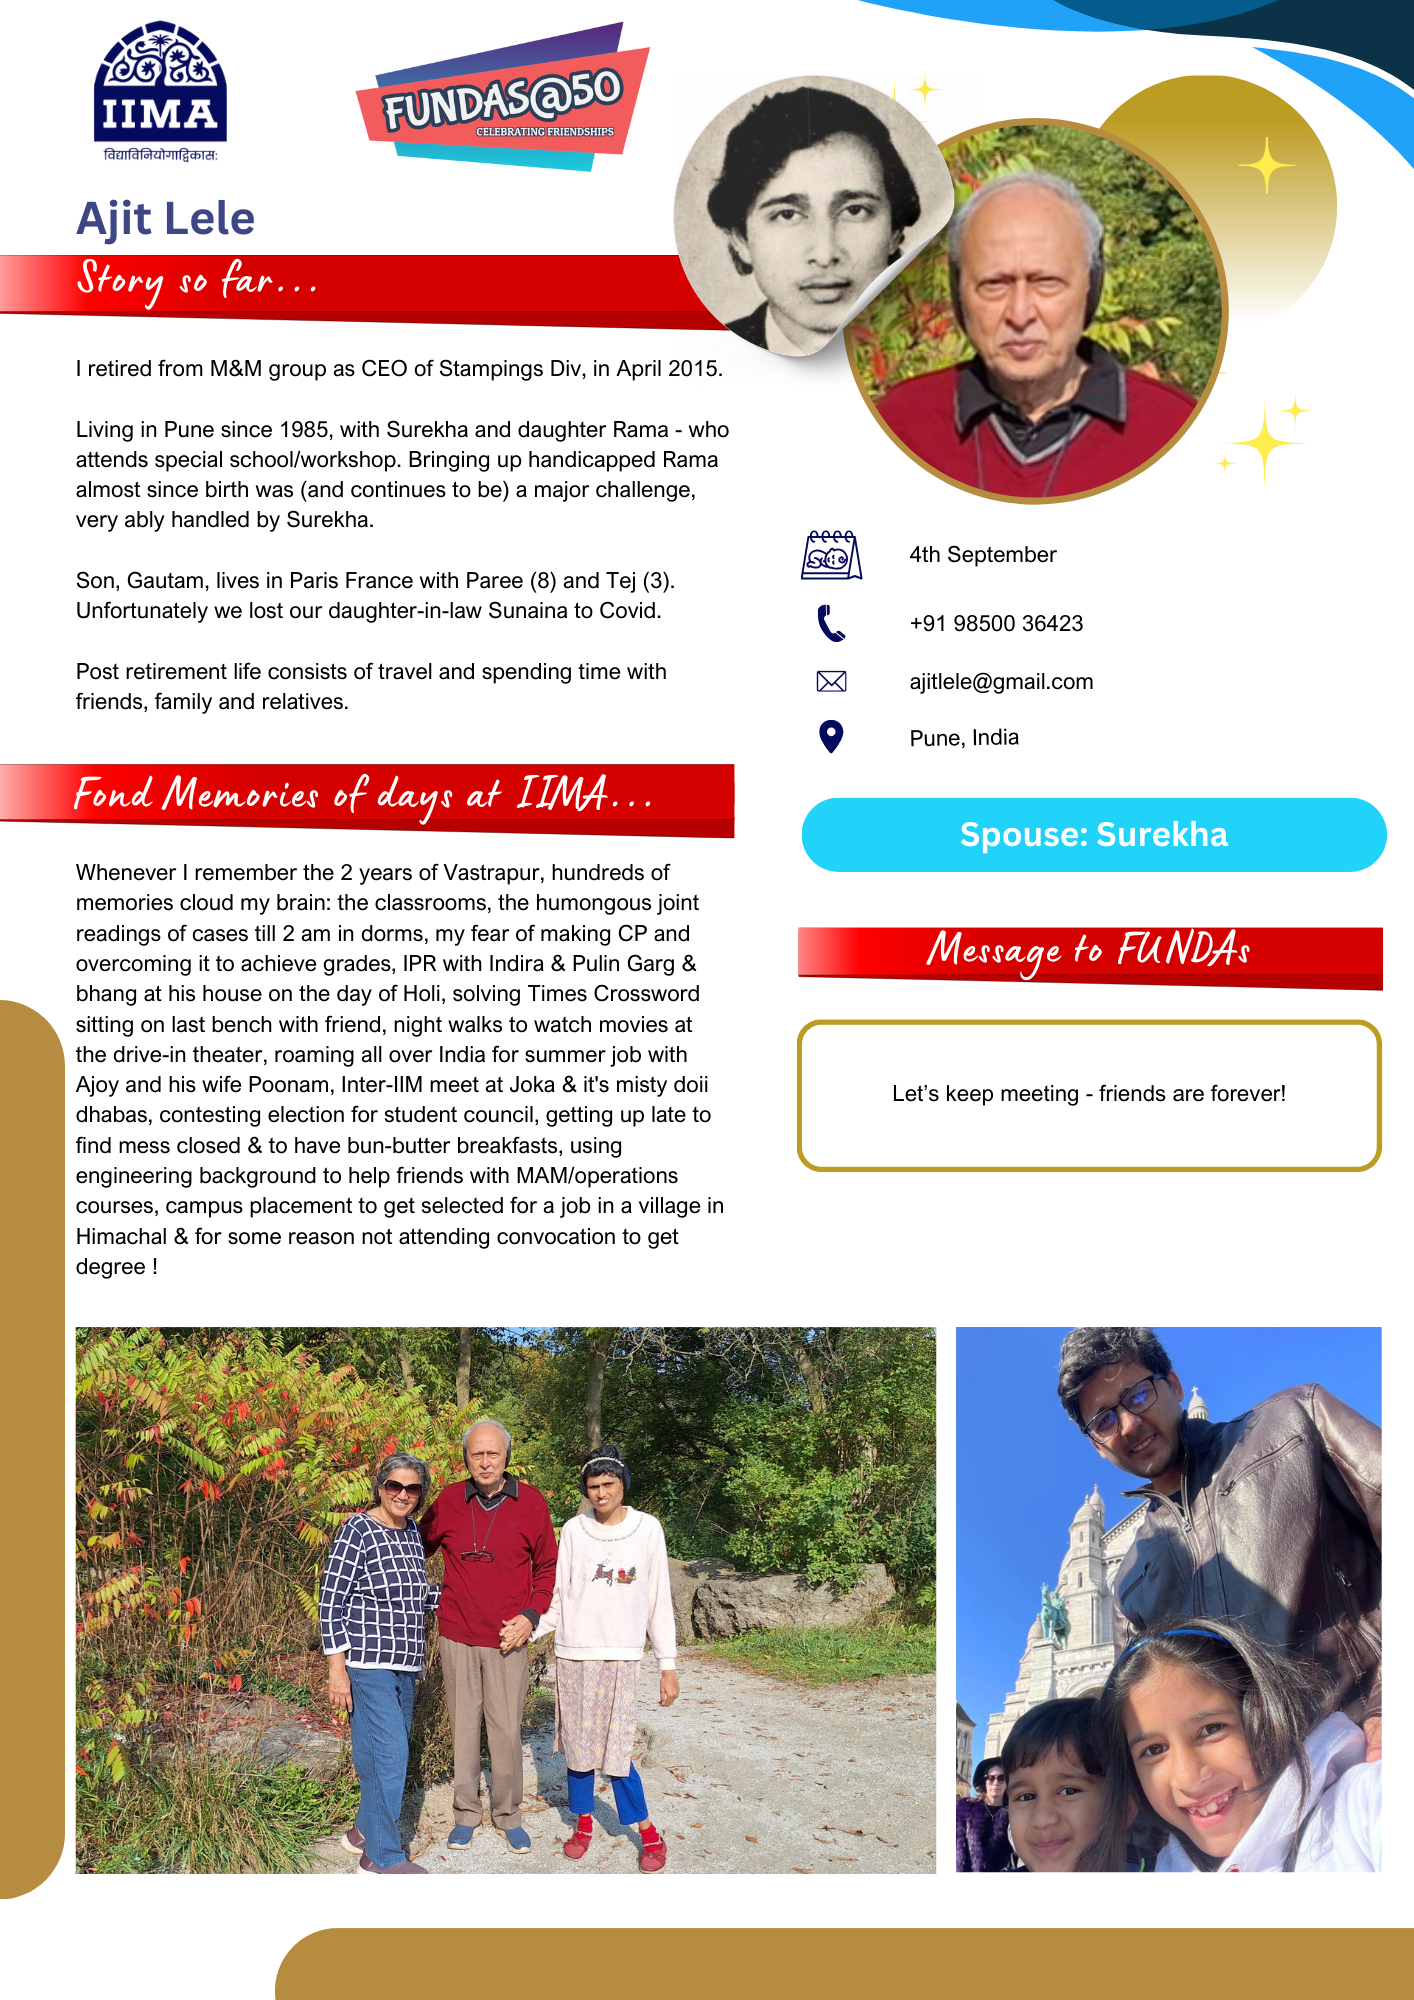 IIMA
विद्याविनियोगाद्विकास:
FUNDAS@50
CELEBRATING FRIENDSHIPS
Ajit Lele
Story so far...
I retired from M&M group as CEO of Stampings Div, in April 2015.
Living in Pune since 1985, with Surekha and daughter Rama - who
attends special school/workshop. Bringing up handicapped Rama
almost since birth was (and continues to be) a major challenge,
very ably handled by Surekha.
Son, Gautam, lives in Paris France with Paree (8) and Tej (3).
Unfortunately we lost our daughter-in-law Sunaina to Covid.
Post retirement life consists of travel and spending time with
friends, family and relatives.
Fond Memories of days at IIMA...
Whenever I remember the 2 years of Vastrapur, hundreds of
memories cloud my brain: the classrooms, the humongous joint
readings of cases till 2 am in dorms, my fear of making CP and
overcoming it to achieve grades, IPR with Indira & Pulin Garg &
bhang at his house on the day of Holi, solving Times Crossword
sitting on last bench with friend, night walks to watch movies at
the drive-in theater, roaming all over India for summer job with
Ajoy and his wife Poonam, Inter-IIM meet at Joka & it's misty doii
dhabas, contesting election for student council, getting up late to
find mess closed & to have bun-butter breakfasts, using
engineering background to help friends with MAM/operations
courses, campus placement to get selected for a job in a village in
Himachal & for some reason not attending convocation to get
degree !
4th September
+91 98500 36423
ajitlele@gmail.com
Pune, India
Spouse: Surekha
Message to FUNDAs
Let’s keep meeting - friends are forever!